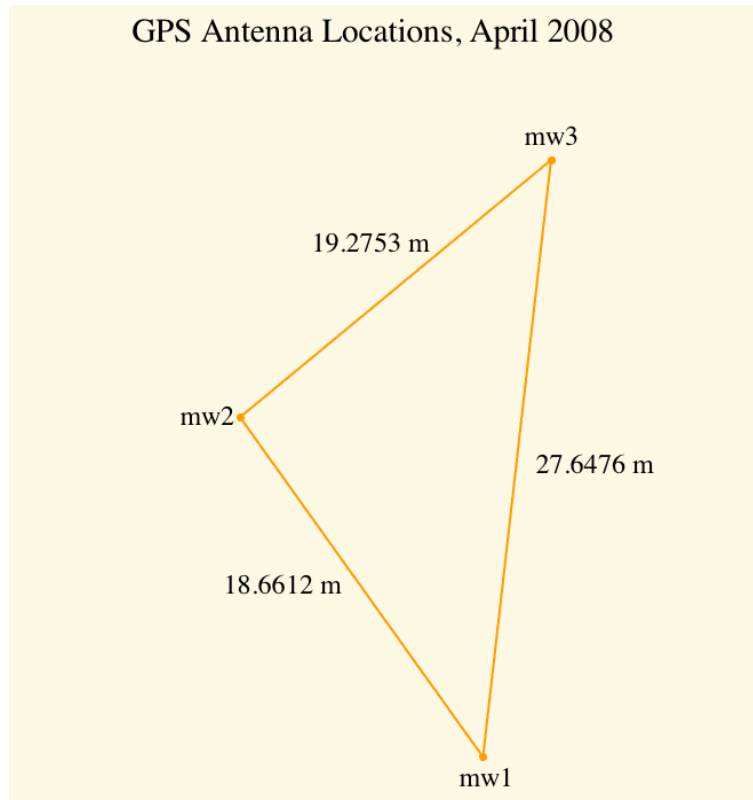 GPS Antenna Locations, April 2008
mw3
19.2753 m
mw2
27.6476 m
18.6612 m
mw1